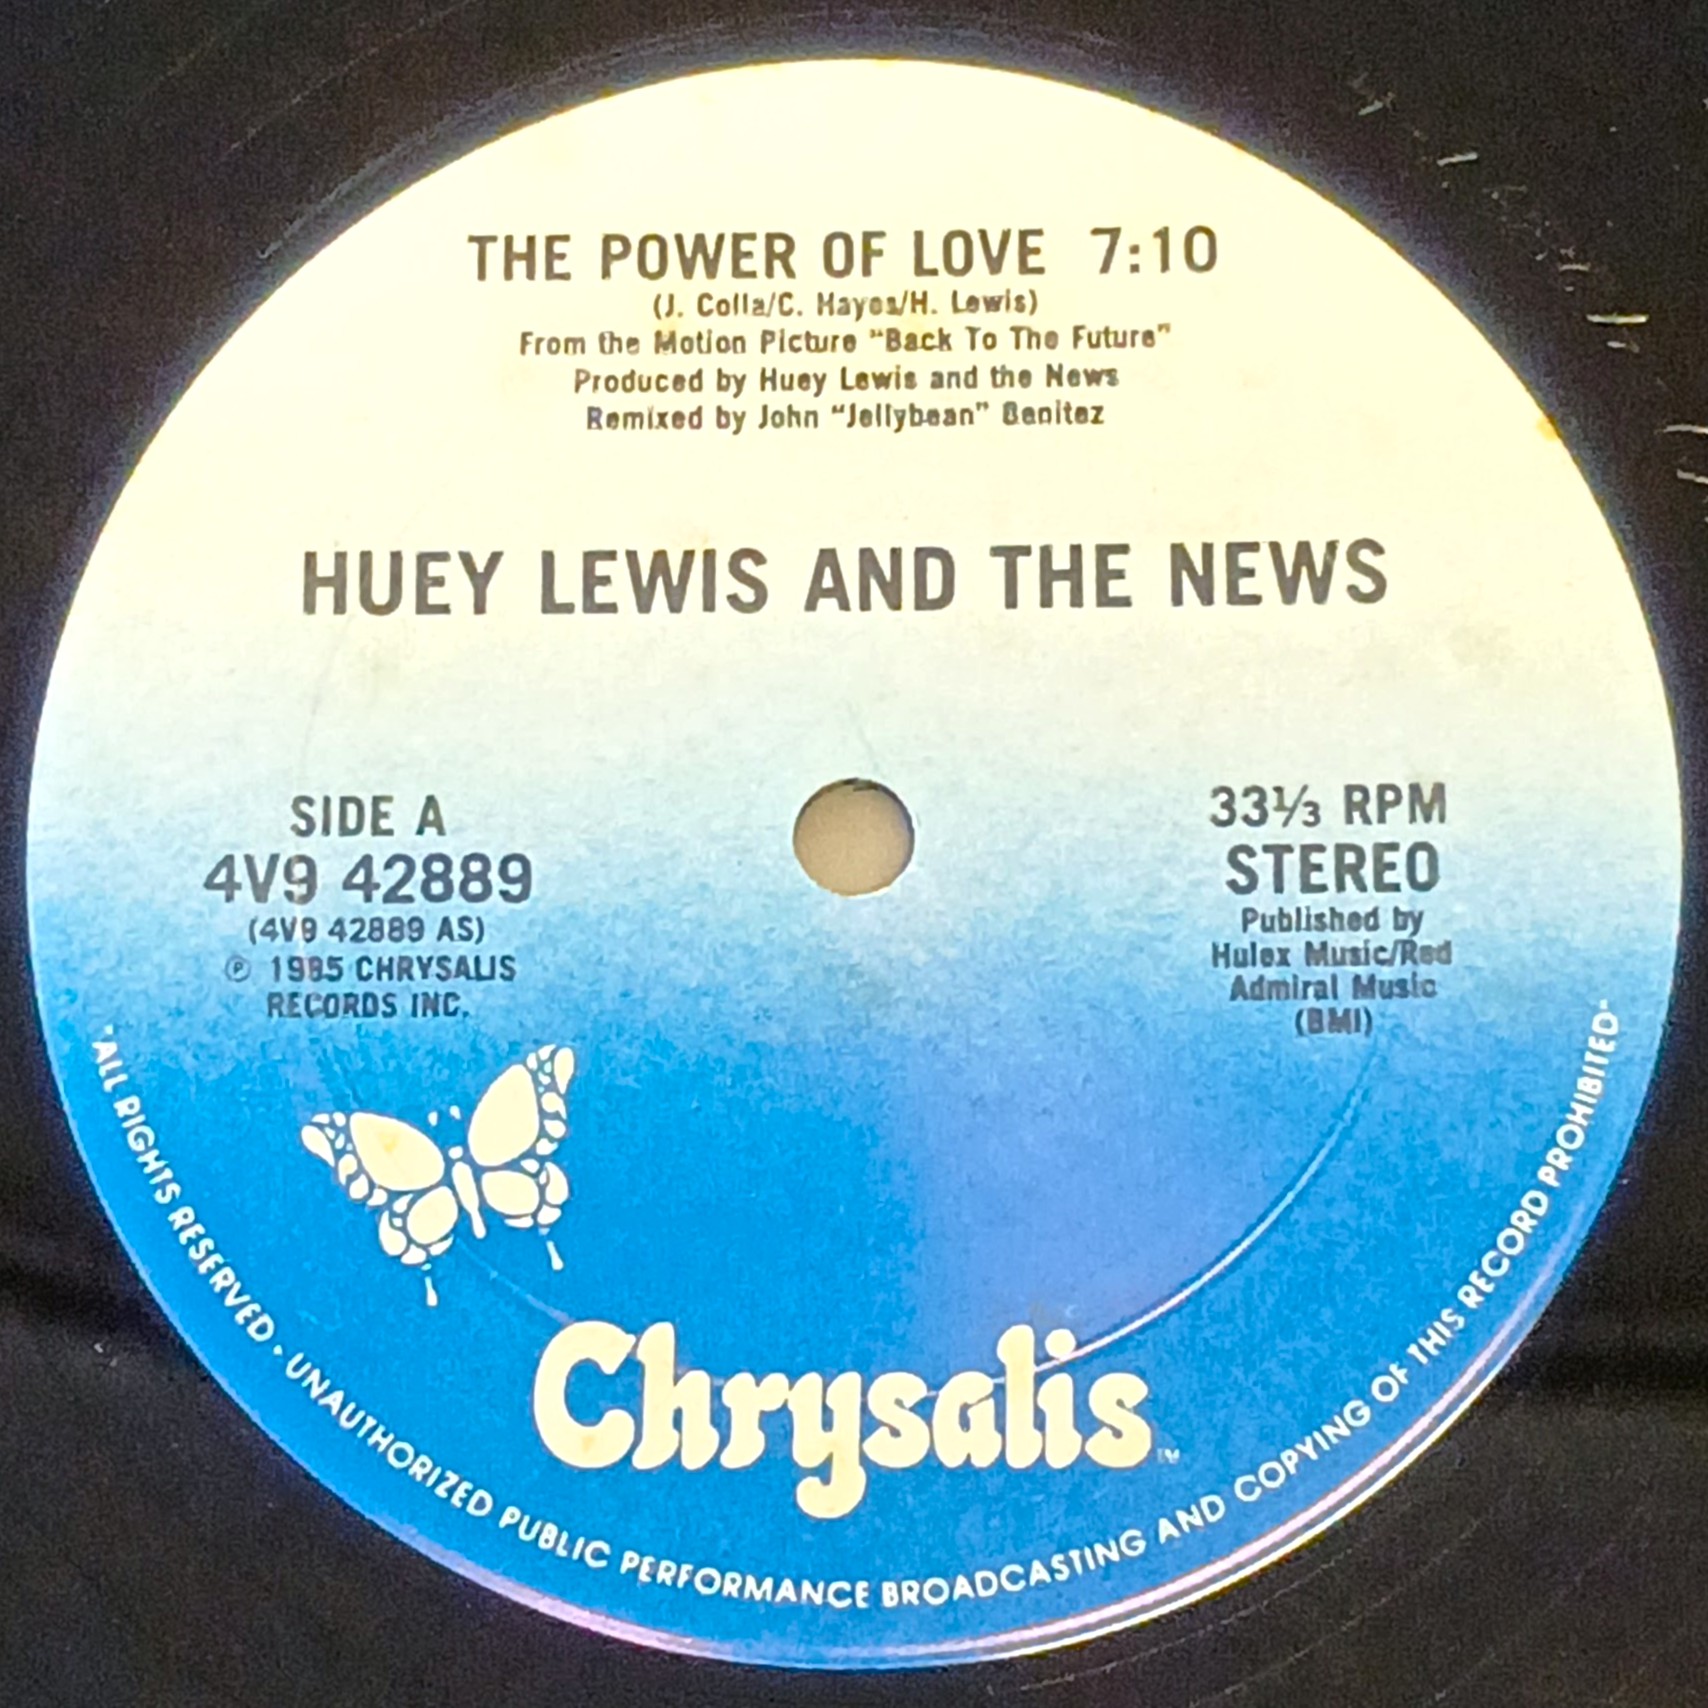 THE POWER OF LOVE 7:10
(J. Colla/C. Hayes/H. Lewis)
From the Motion Picture "Back To The Future"
Produced by Huey Lewis and the News
Remixed by John "Jellybean" Benitez
HUEY LEWIS AND THE NEWS
SIDE A
4V9 42889
(4V9 42889 AS)
℗ 1985 CHRYSALIS
RECORDS INC.
33⅓ RPM
STEREO
Published by
Hulex Music/Red
Admiral Music
(BMI)
Chrysalis™
"ALL RIGHTS RESERVED • UNAUTHORIZED PUBLIC PERFORMANCE BROADCASTING AND COPYING OF THIS RECORD PROHIBITED"